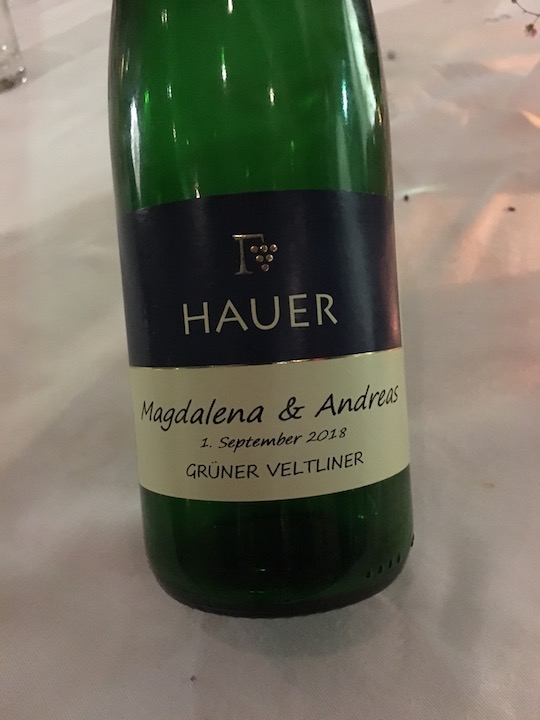 HAUER
Magdalena & Andreas
1. September 2018
GRÜNER VELTLINER